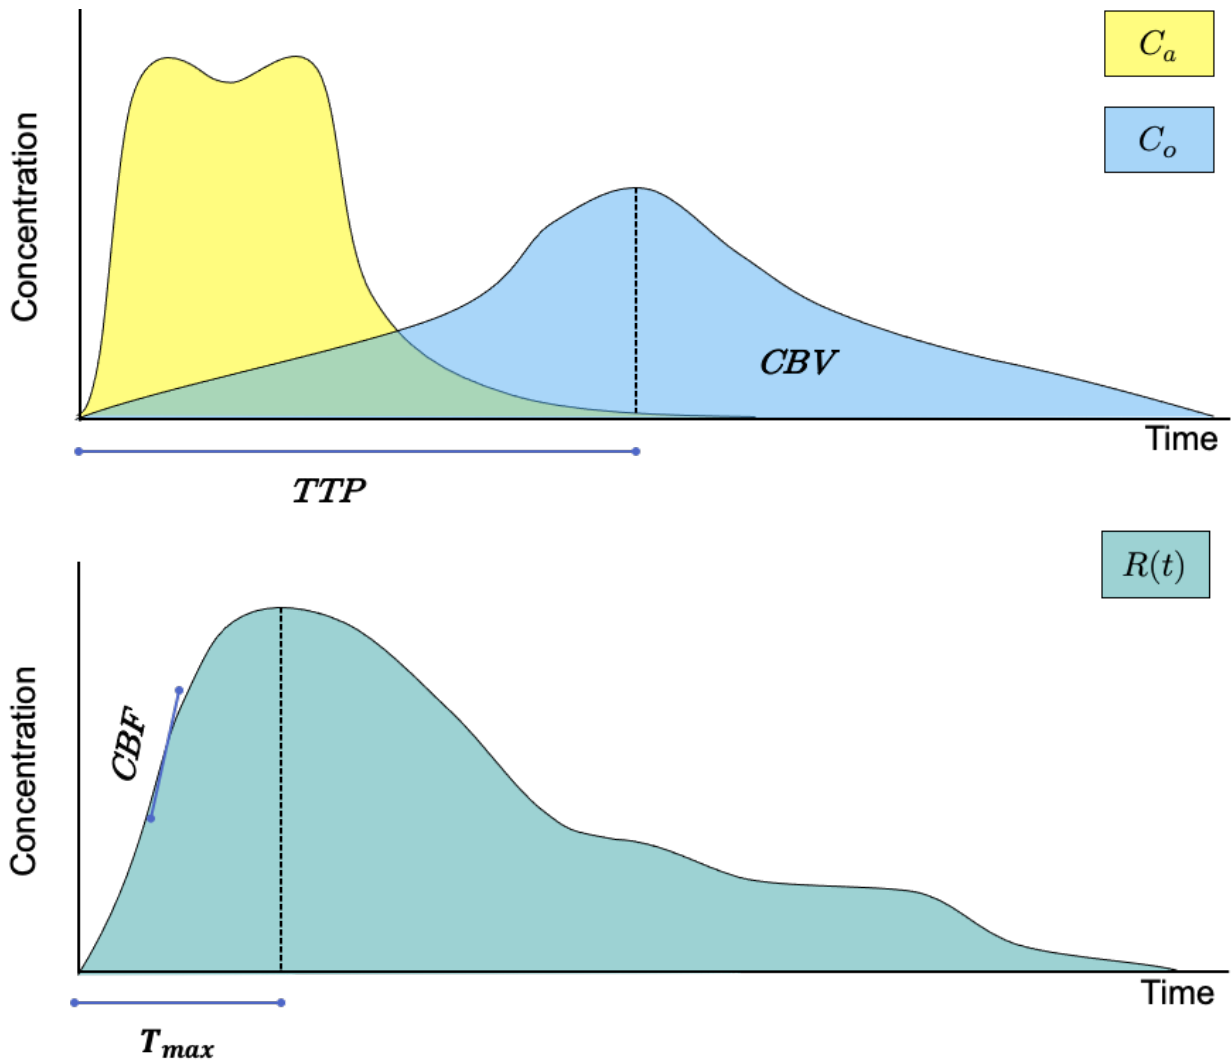 C_a
C_o
Concentration
CBV
Time
TTP
R(t)
Concentration
CBF
Time
T_max